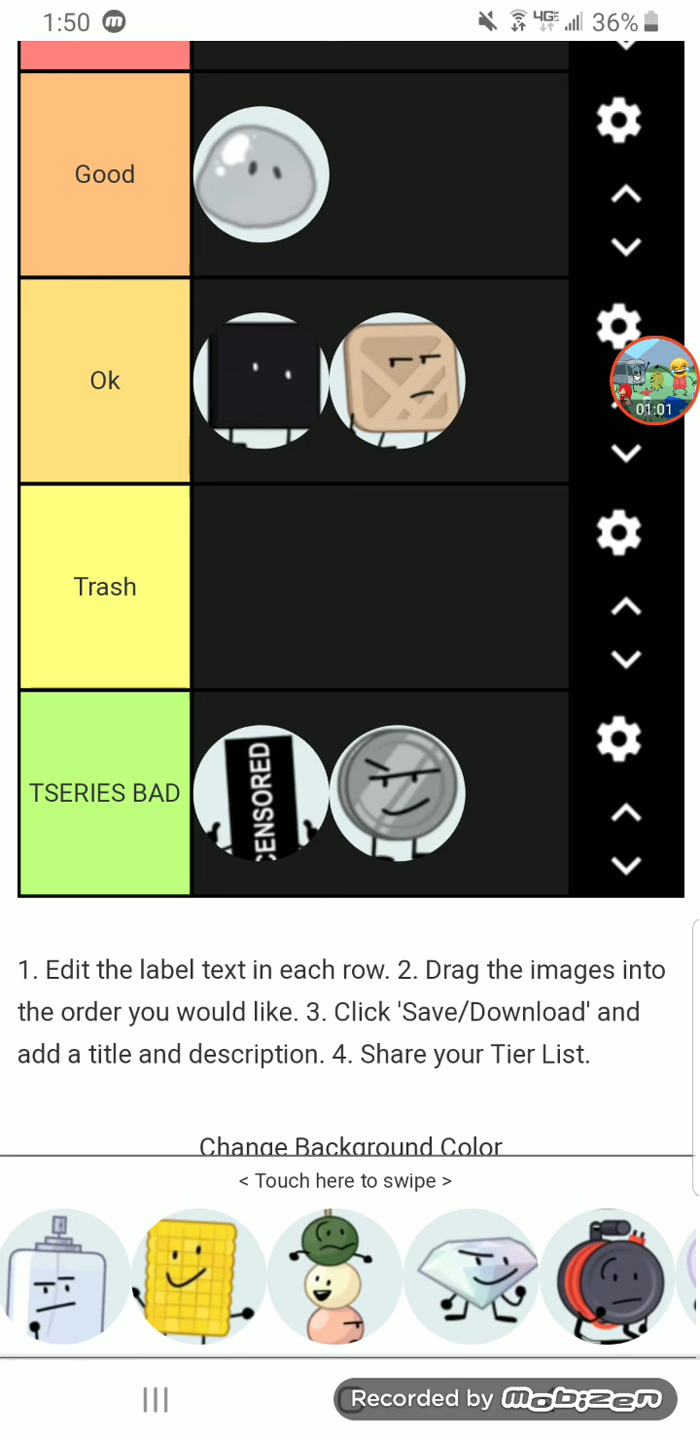 1:50 m 4GE 36%
Good
Ok
01:01
Trash
TSERIES BAD
CENSORED
1. Edit the label text in each row. 2. Drag the images into
the order you would like. 3. Click 'Save/Download' and
add a title and description. 4. Share your Tier List.
Change Background Color
< Touch here to swipe >
Recorded by mobizen